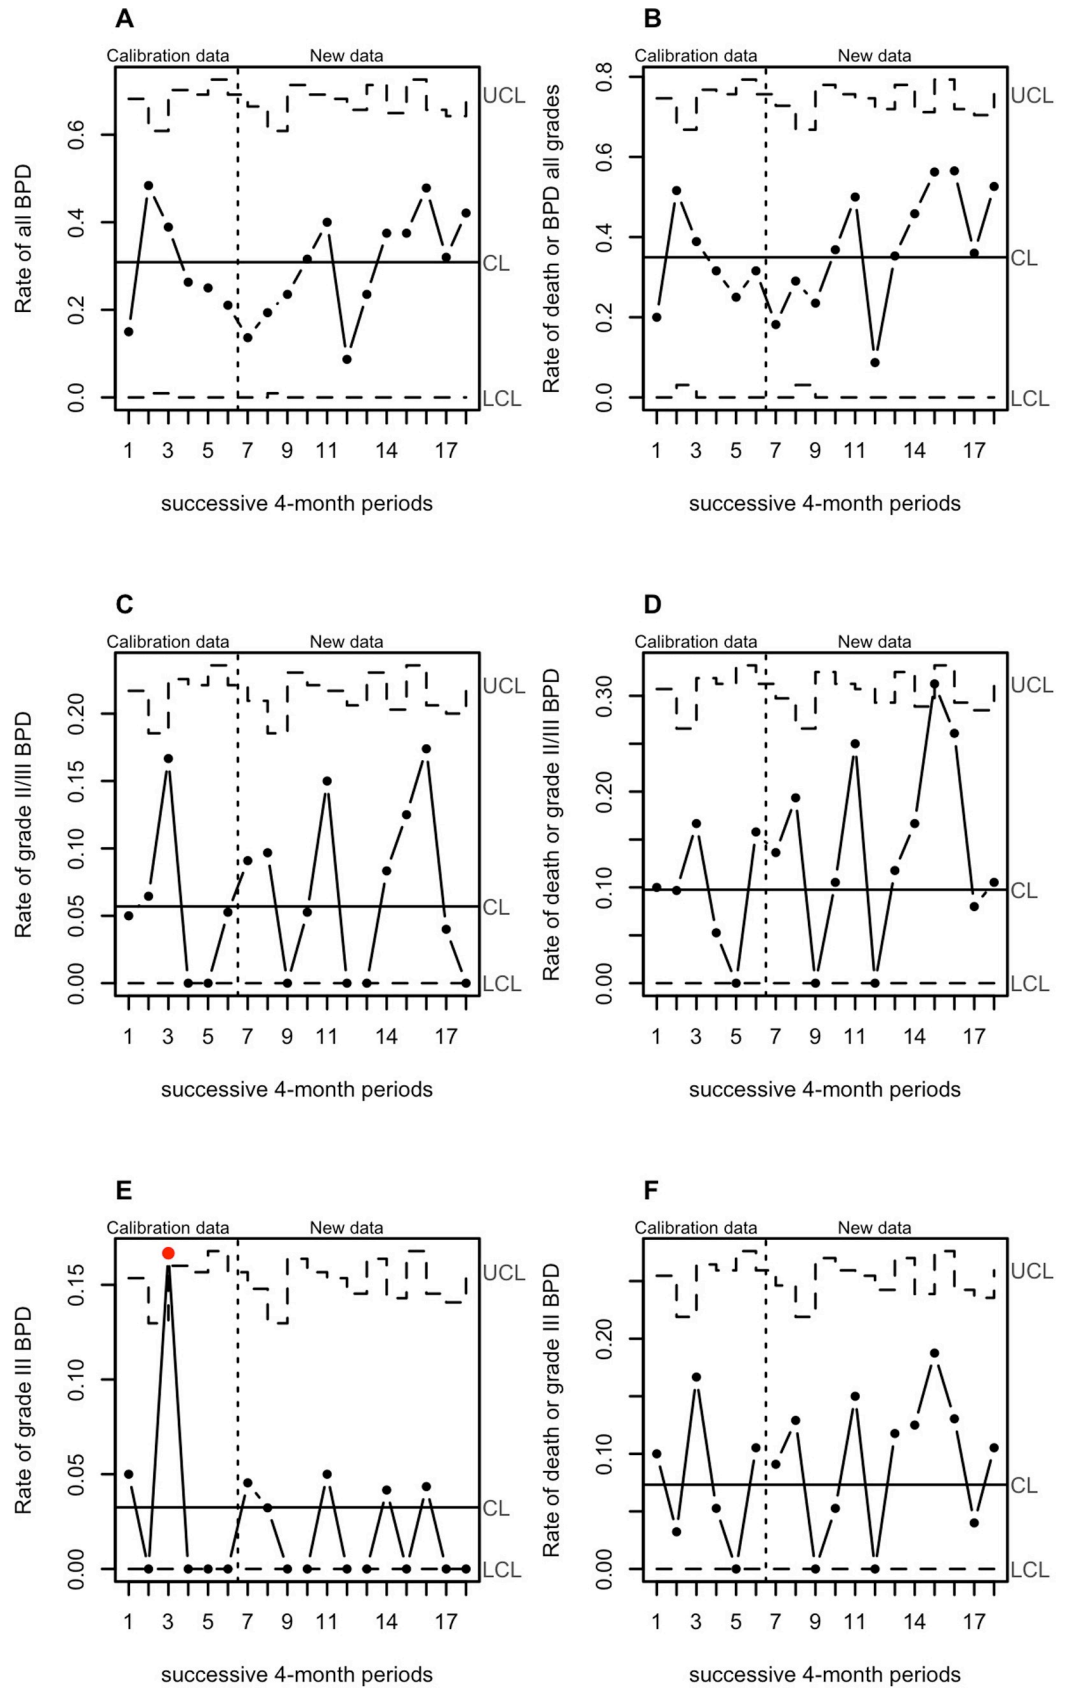 A
Calibration data New data
Rate of all BPD
0.6
0.4
0.2
0.0
UCL
CL
LCL
1 3 5 7 9 11 14 17
successive 4-month periods
B
Calibration data New data
Rate of death or BPD all grades
0.8
0.6
0.4
0.2
0.0
UCL
CL
LCL
1 3 5 7 9 11 14 17
successive 4-month periods
C
Calibration data New data
Rate of grade II/III BPD
0.20
0.15
0.10
0.05
0.00
UCL
CL
LCL
1 3 5 7 9 11 14 17
successive 4-month periods
D
Calibration data New data
Rate of death or grade II/III BPD
0.30
0.20
0.10
0.00
UCL
CL
LCL
1 3 5 7 9 11 14 17
successive 4-month periods
E
Calibration data New data
Rate of grade III BPD
0.15
0.10
0.05
0.00
UCL
CL
LCL
1 3 5 7 9 11 14 17
successive 4-month periods
F
Calibration data New data
Rate of death or grade III BPD
0.20
0.10
0.00
UCL
CL
LCL
1 3 5 7 9 11 14 17
successive 4-month periods